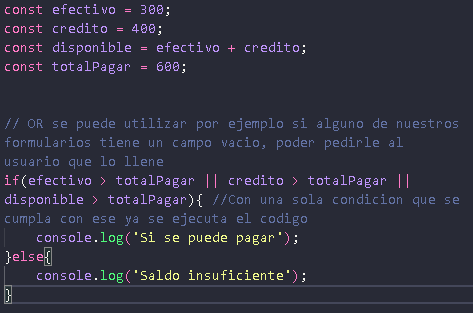 const efectivo = 300;
const credito = 400;
const disponible = efectivo + credito;
const totalPagar = 600;
// OR se puede utilizar por ejemplo si alguno de nuestros
formularios tiene un campo vacio, poder pedirle al
usuario que lo llene
if(efectivo > totalPagar || credito > totalPagar ||
disponible > totalPagar){ //Con una sola condicion que se
cumpla con ese ya se ejecuta el codigo
console.log('Si se puede pagar');
}else{
console.log('Saldo insuficiente');
}